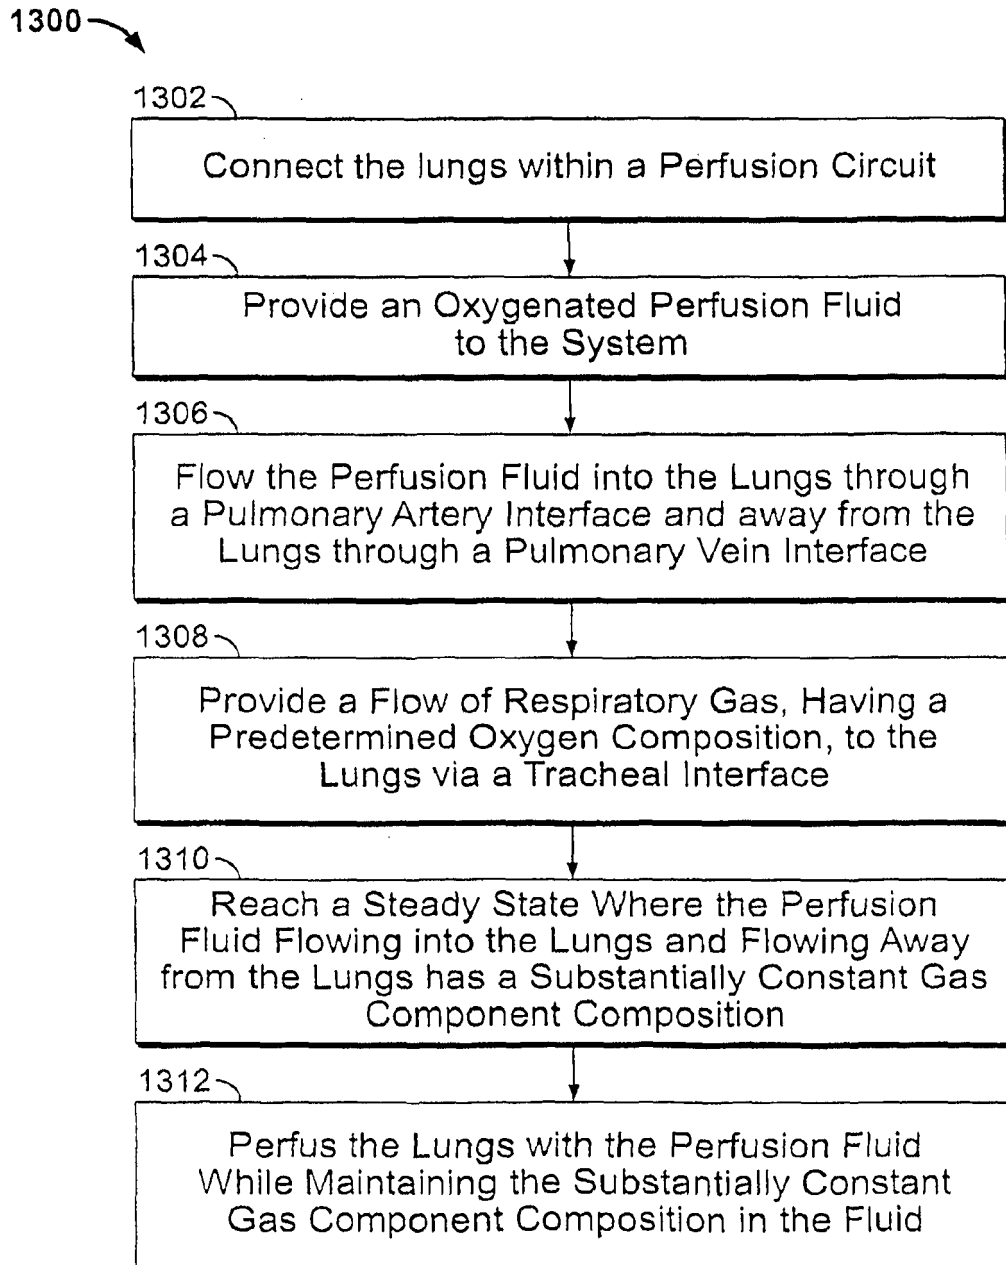 1300
1302
Connect the lungs within a Perfusion Circuit
1304
Provide an Oxygenated Perfusion Fluid
to the System
1306
Flow the Perfusion Fluid into the Lungs through
a Pulmonary Artery Interface and away from the
Lungs through a Pulmonary Vein Interface
1308
Provide a Flow of Respiratory Gas, Having a
Predetermined Oxygen Composition, to the
Lungs via a Tracheal Interface
1310
Reach a Steady State Where the Perfusion
Fluid Flowing into the Lungs and Flowing Away
from the Lungs has a Substantially Constant Gas
Component Composition
1312
Perfus the Lungs with the Perfusion Fluid
While Maintaining the Substantially Constant
Gas Component Composition in the Fluid